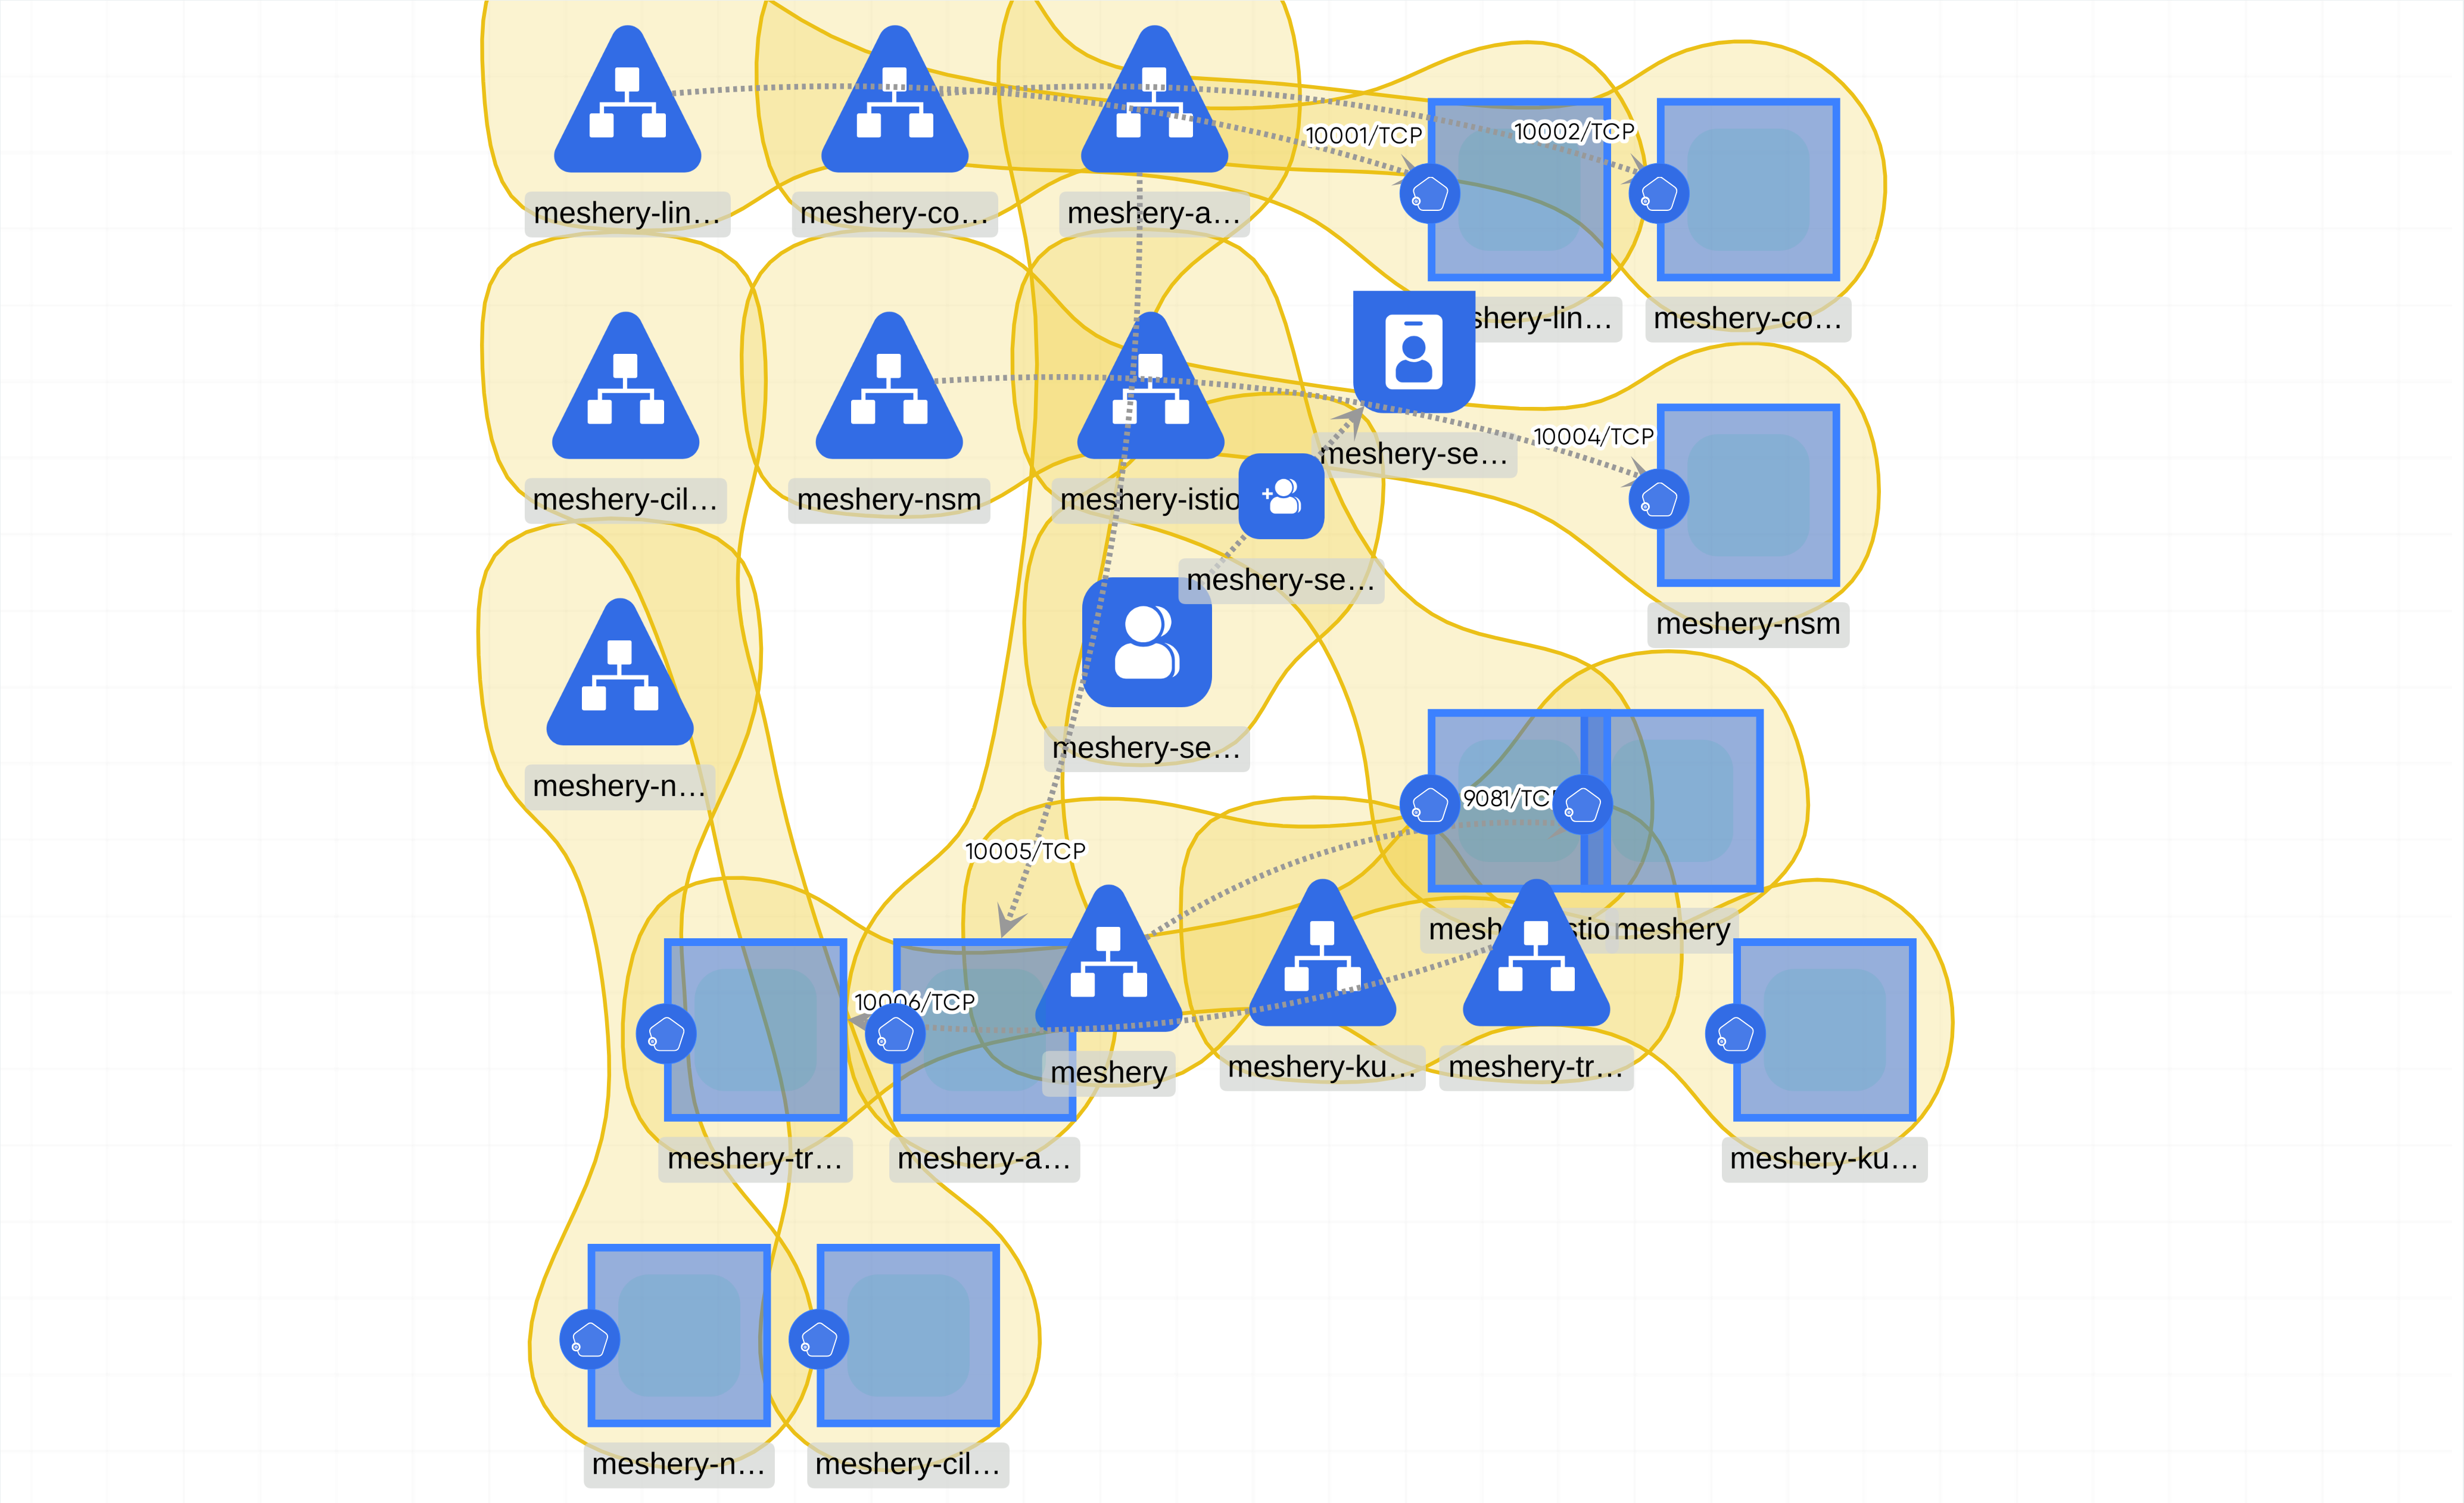 10001/TCP
10002/TCP
meshery-lin…
meshery-co…
meshery-a…
shery-lin…
meshery-co…
10004/TCP
meshery-se…
meshery-cil…
meshery-nsm
meshery-istio
meshery-se…
meshery-nsm
meshery-se…
meshery-n…
9081/TCP
10005/TCP
mesh
stio
meshery
10006/TCP
meshery
meshery-ku…
meshery-tr…
meshery-tr…
meshery-a…
meshery-ku…
meshery-n…
meshery-cil…